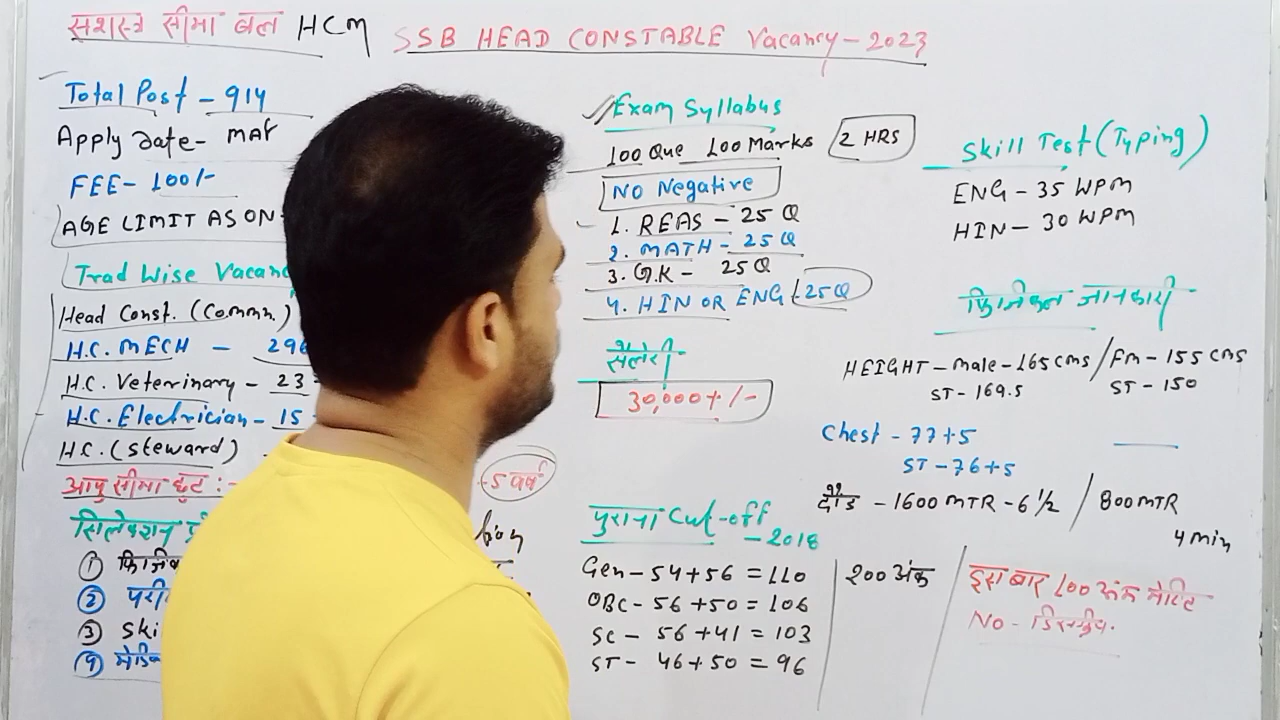 सशस्त्र सीमा बल HCM
SSB HEAD CONSTABLE Vacancy-2023
Total Post - 914
Apply Date-
FEE- 100/-
AGE LIMIT AS ON
Trad Wise Vacanc
Head Const. (Commn.)
H.C. MECH - 296
H.C. Veterinary - 23
H.C. Electrician - 15
H.C. (Steward)
आयु सीमा छूट :-
-5 वर्ष
सिलेक्शन
① फिजिक
② परी
③ Ski
④ मेडि
Exam Syllabus
100 Que 100 Marks 2 HRS
NO Negative
1. REAS - 25 Q
2. MATH - 25 Q
3. G.K - 25 Q
4. HIN OR ENG - 25Q
सैलरी
30,000+/-
पुराना Cut-off
- 2018
Gen - 54+56 = 110
OBC - 56+50 = 106
SC - 56+41 = 103
ST - 46+50 = 96
200 अंक
Skill Test (Typing)
ENG - 35 WPM
HIN - 30 WPM
फिजिकल जानकारी
HEIGHT - male - 165 cms / Fm - 155 cms
ST - 169.5 ST - 150
Chest - 77+5
ST - 76+5
दौड़ - 1600 MTR - 6 1/2 / 800 MTR
4 min
इस बार 100 अंक मेरिट
NO -